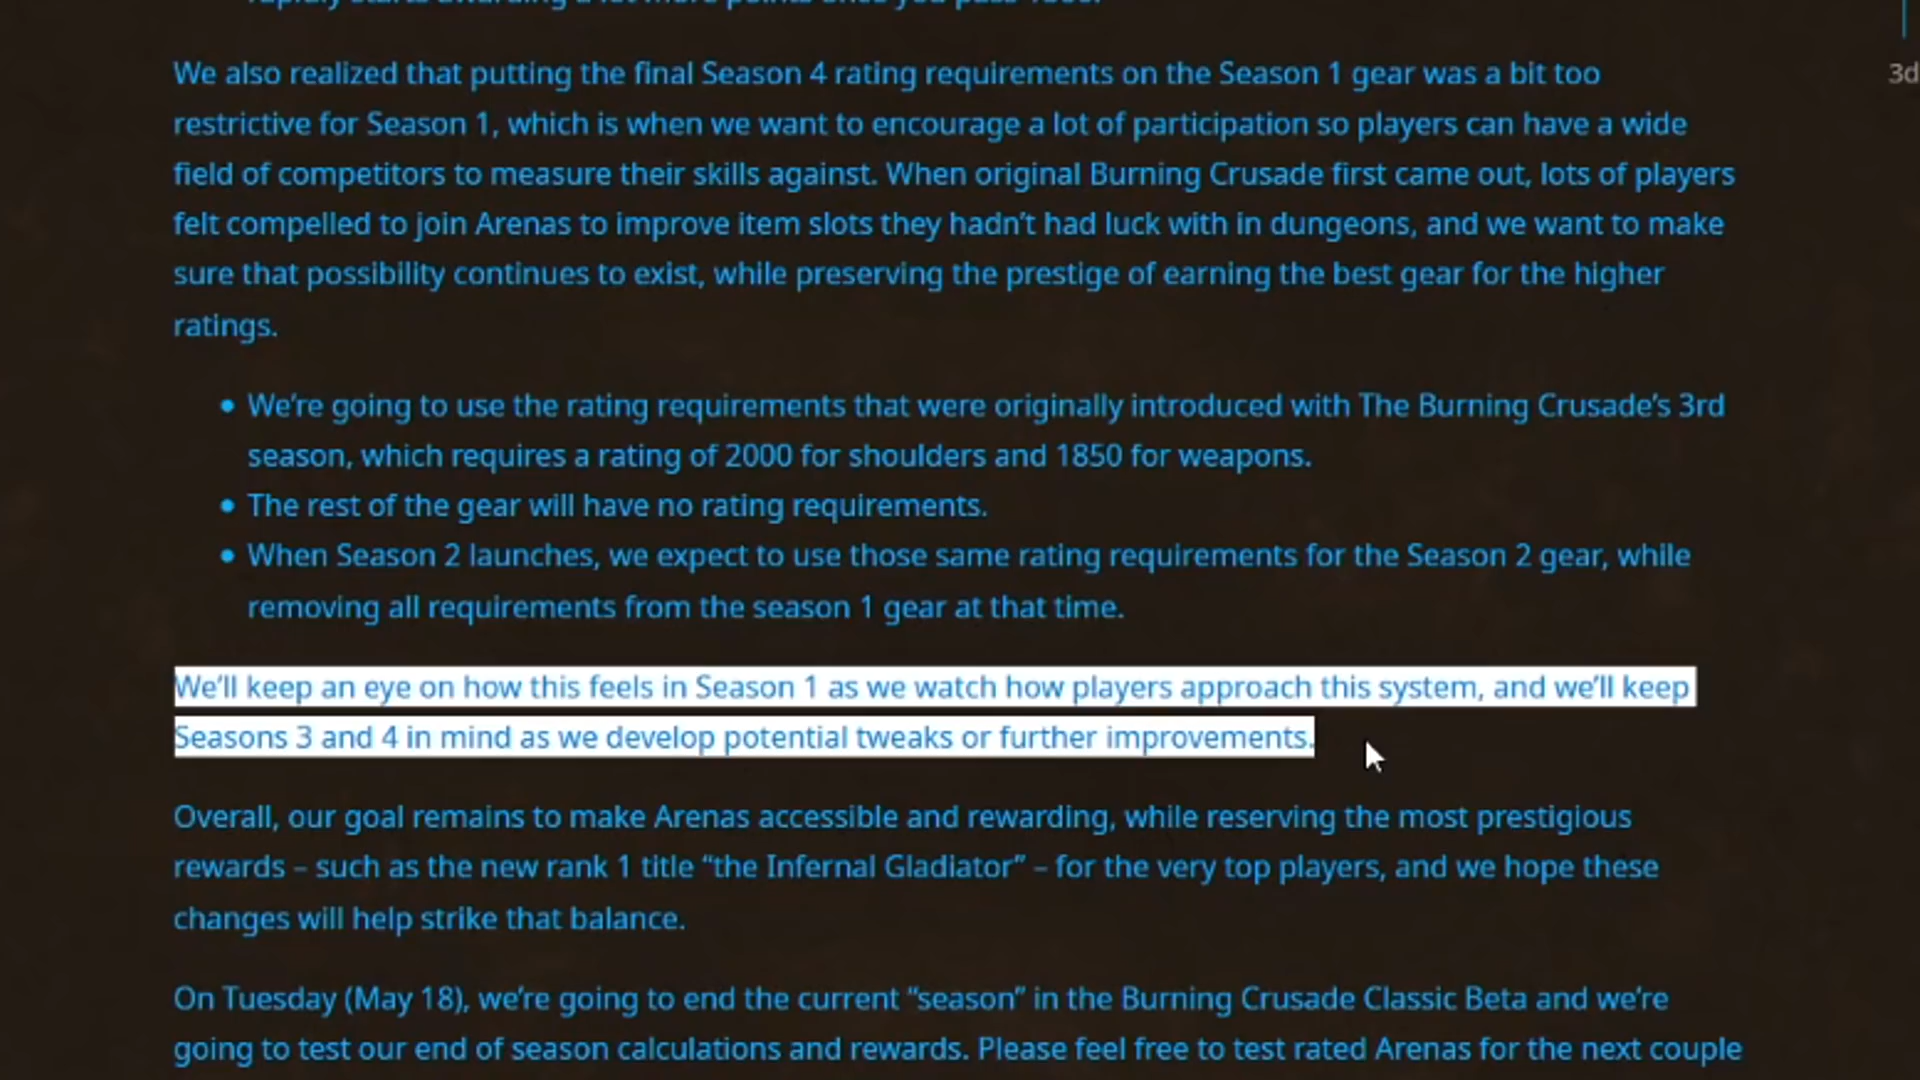 We also realized that putting the final Season 4 rating requirements on the Season 1 gear was a bit too
restrictive for Season 1, which is when we want to encourage a lot of participation so players can have a wide
field of competitors to measure their skills against. When original Burning Crusade first came out, lots of players
felt compelled to join Arenas to improve item slots they hadn’t had luck with in dungeons, and we want to make
sure that possibility continues to exist, while preserving the prestige of earning the best gear for the higher
ratings.
• We’re going to use the rating requirements that were originally introduced with The Burning Crusade’s 3rd
season, which requires a rating of 2000 for shoulders and 1850 for weapons.
• The rest of the gear will have no rating requirements.
• When Season 2 launches, we expect to use those same rating requirements for the Season 2 gear, while
removing all requirements from the season 1 gear at that time.
We’ll keep an eye on how this feels in Season 1 as we watch how players approach this system, and we’ll keep
Seasons 3 and 4 in mind as we develop potential tweaks or further improvements.
Overall, our goal remains to make Arenas accessible and rewarding, while reserving the most prestigious
rewards – such as the new rank 1 title “the Infernal Gladiator” – for the very top players, and we hope these
changes will help strike that balance.
On Tuesday (May 18), we’re going to end the current “season” in the Burning Crusade Classic Beta and we’re
going to test our end of season calculations and rewards. Please feel free to test rated Arenas for the next couple
3d